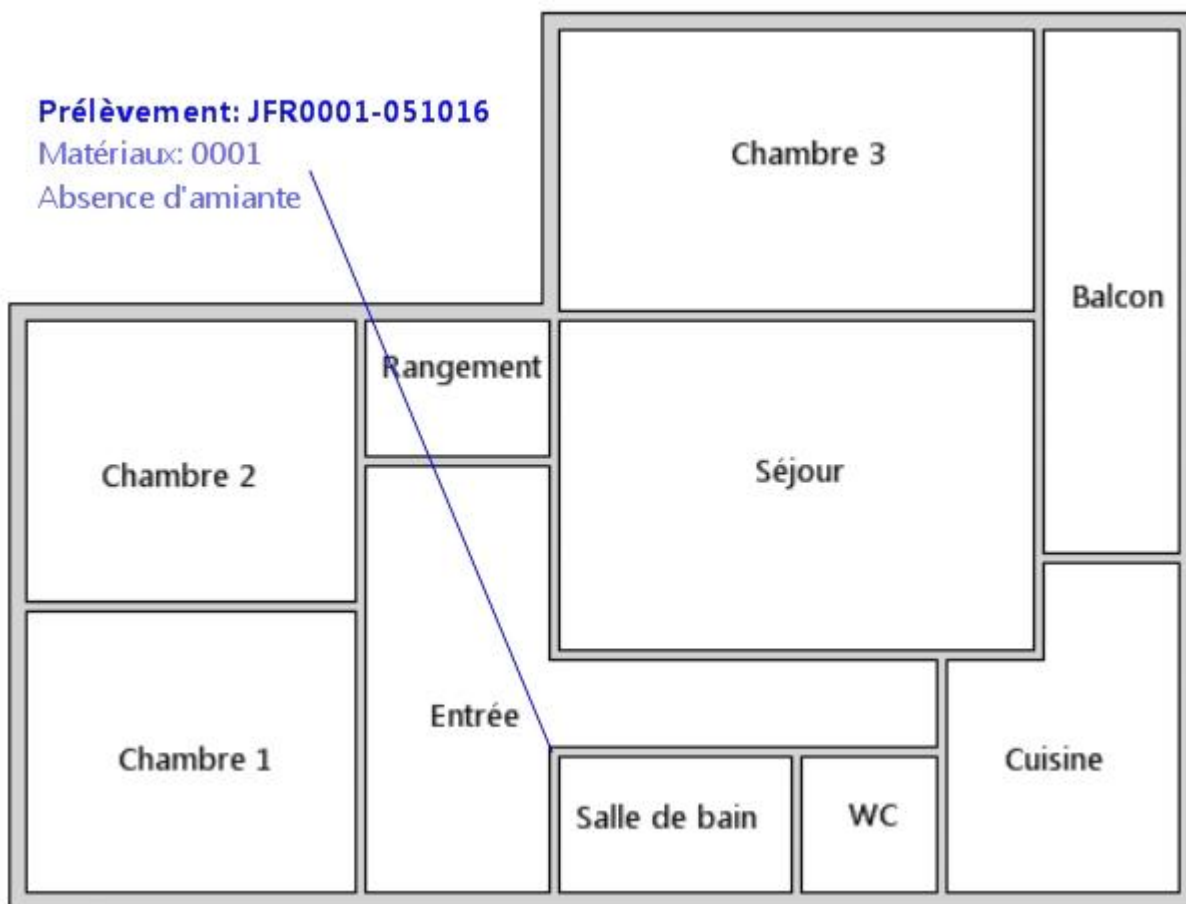 Prélèvement: JFR0001-051016
Matériaux: 0001
Absence d'amiante
Chambre 3
Balcon
Rangement
Chambre 2
Séjour
Entrée
Chambre 1
Cuisine
Salle de bain
WC